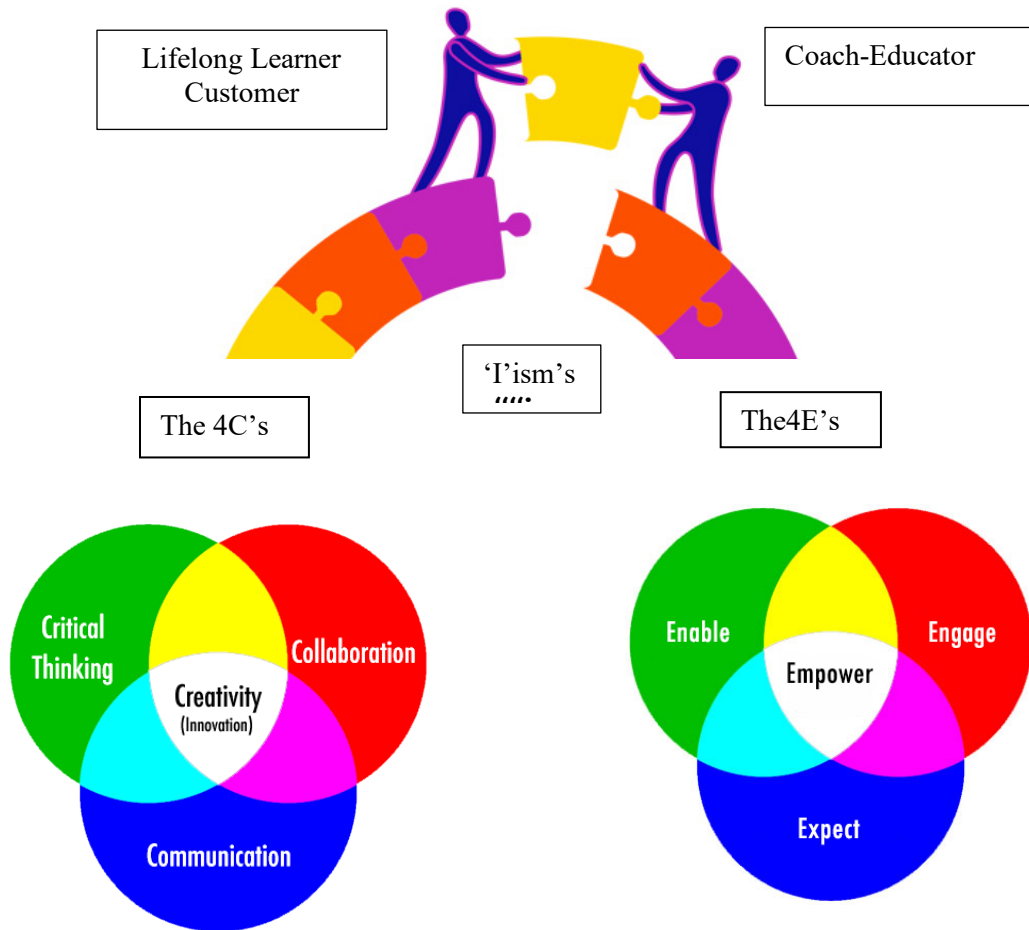 Lifelong Learner
Customer
Coach-Educator
‘I’ism’s
The 4C’s
The4E’s
Critical
Thinking
Collaboration
Creativity
(Innovation)
Communication
Enable
Engage
Empower
Expect